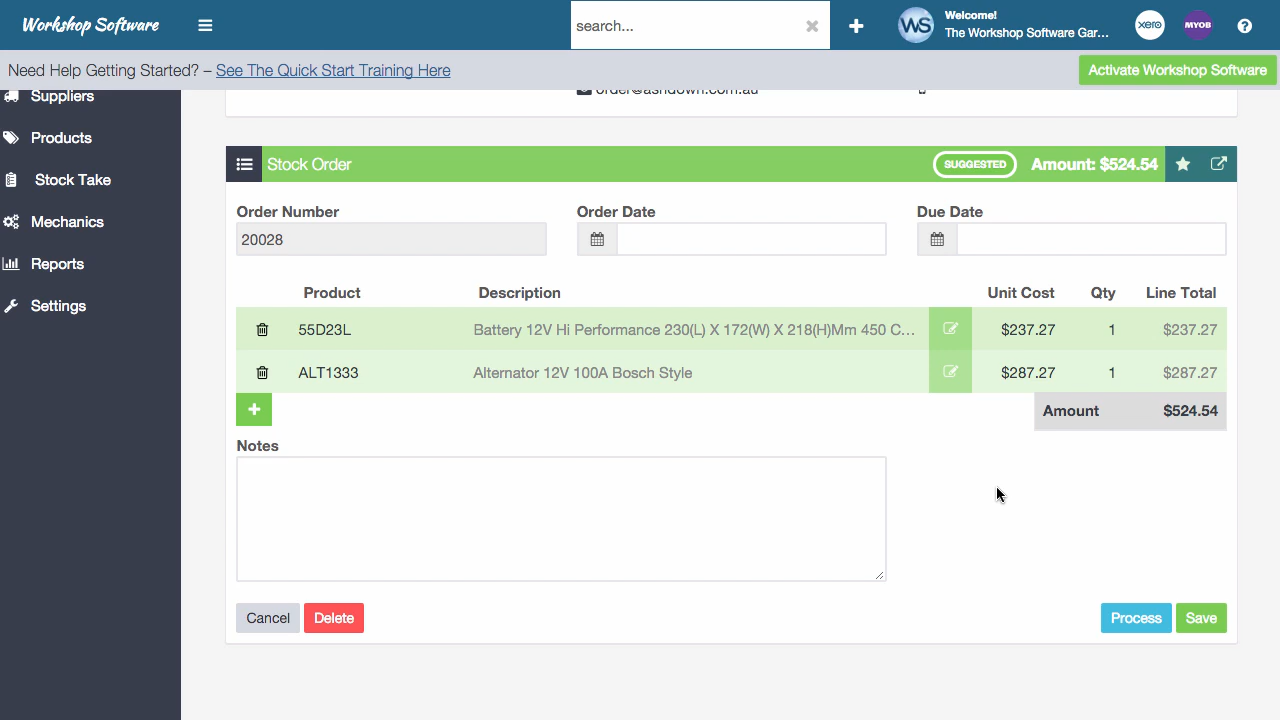 Workshop Software
search...
WS
Welcome!
The Workshop Software Gar...
xero
MYOB
Need Help Getting Started? – See The Quick Start Training Here
Activate Workshop Software
Suppliers
order@ashdown.com.au
Products
Stock Take
Mechanics
Reports
Settings
Stock Order
SUGGESTED
Amount: $524.54
Order Number
Order Date
Due Date
20028
Product Description Unit Cost Qty Line Total
55D23L Battery 12V Hi Performance 230(L) X 172(W) X 218(H)Mm 450 C... $237.27 1 $237.27
ALT1333 Alternator 12V 100A Bosch Style $287.27 1 $287.27
Amount $524.54
Notes
Cancel
Delete
Process
Save